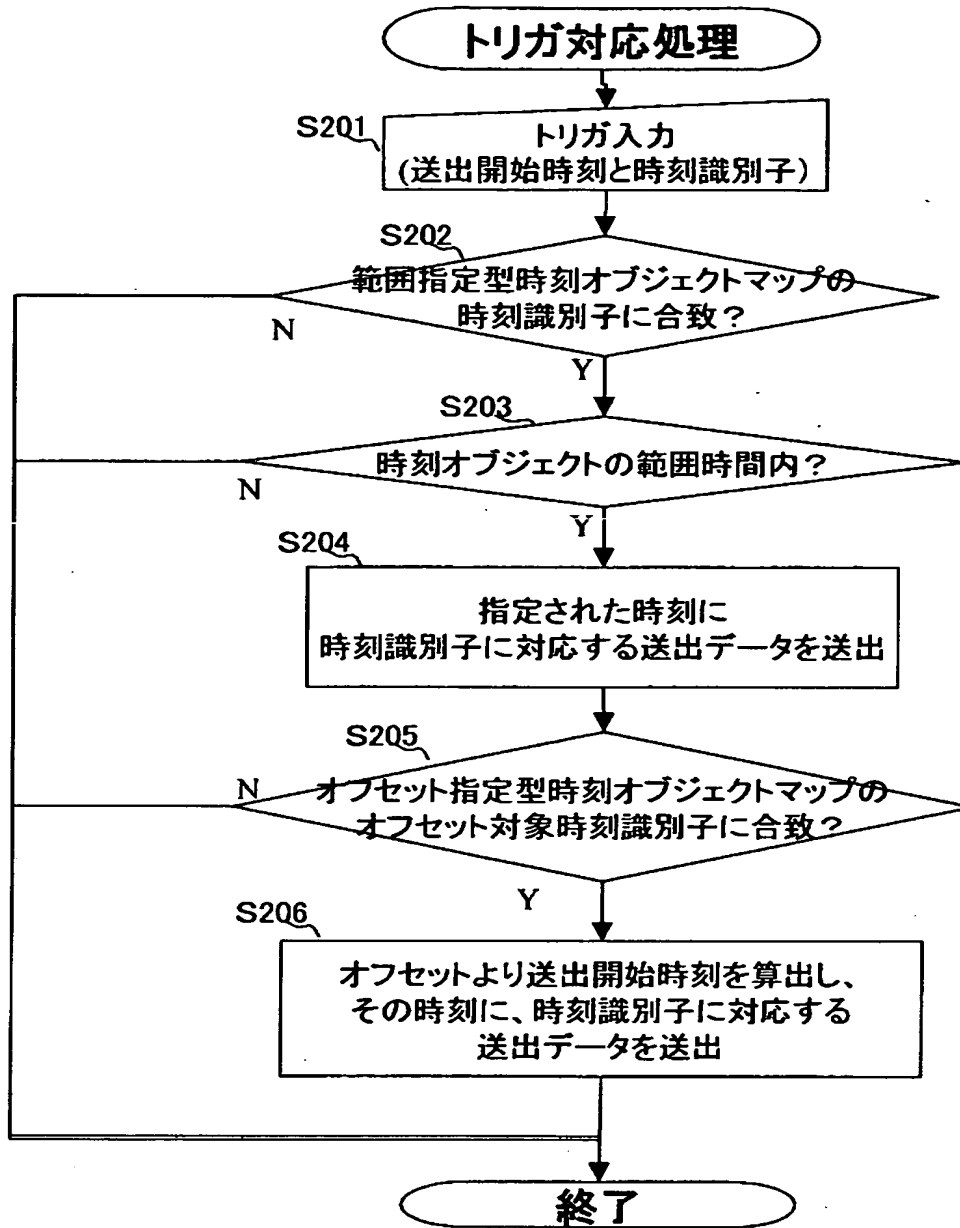 トリガ対応処理
S201
トリガ入力
(送出開始時刻と時刻識別子)
S202
範囲指定型時刻オブジェクトマップの
時刻識別子に合致?
N
Y
S203
時刻オブジェクトの範囲時間内?
N
Y
S204
指定された時刻に
時刻識別子に対応する送出データを送出
S205
オフセット指定型時刻オブジェクトマップの
オフセット対象時刻識別子に合致?
N
Y
S206
オフセットより送出開始時刻を算出し、
その時刻に、時刻識別子に対応する
送出データを送出
終了